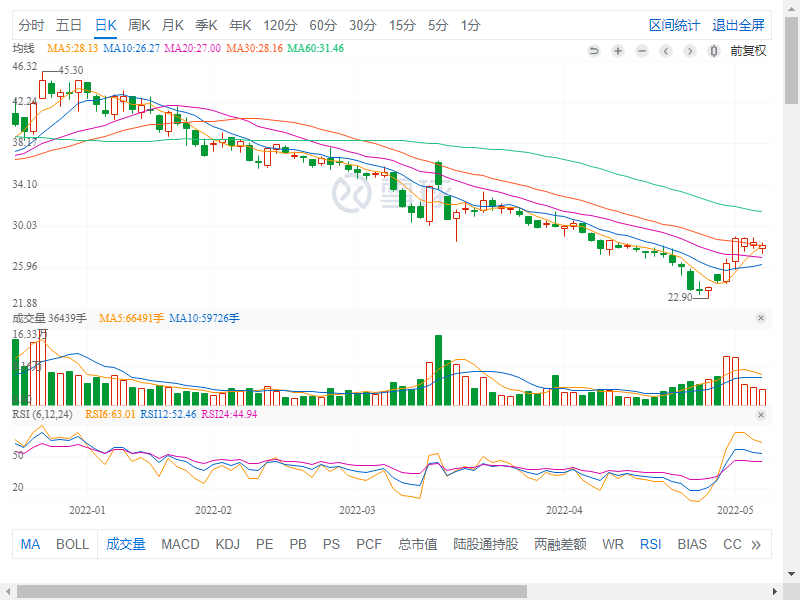 分时 五日 日K 周K 月K 季K 年K 120分 60分 30分 15分 5分 1分 区间统计 退出全屏
均线 MA5:28.13 MA10:26.27 MA20:27.00 MA30:28.16 MA60:31.46 前复权
46.32
45.30
42.24
38.17
34.10
雪球
30.03
25.96
22.90
21.88
成交量 36439手 MA5:66491手 MA10:59726手
16.33万
RSI (6,12,24) RSI6:63.01 RSI12:52.46 RSI24:44.94
50
20
2022-01 2022-02 2022-03 2022-04 2022-05
MA BOLL 成交量 MACD KDJ PE PB PS PCF 总市值 陆股通持股 两融差额 WR RSI BIAS CC »